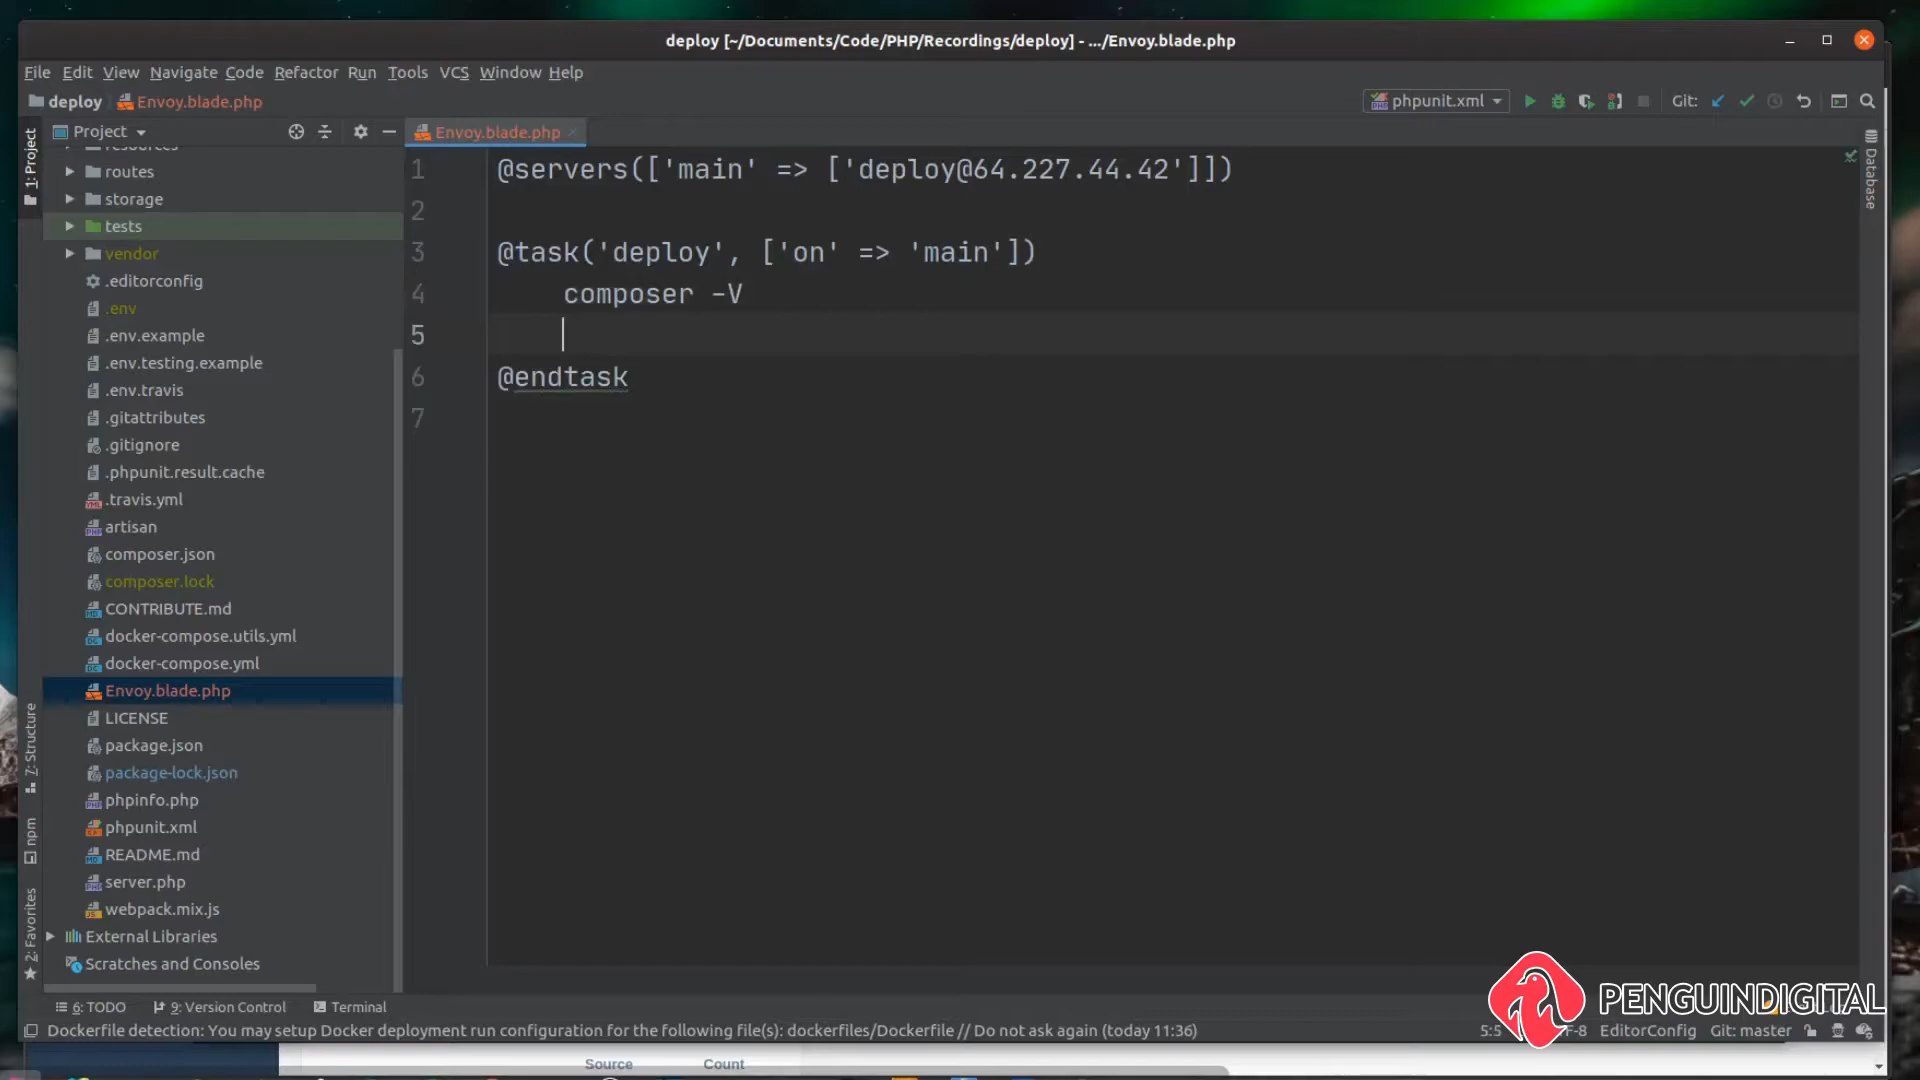 deploy [~/Documents/Code/PHP/Recordings/deploy] - .../Envoy.blade.php
File Edit View Navigate Code Refactor Run Tools VCS Window Help
deploy Envoy.blade.php
phpunit.xml
Git:
Project
Envoy.blade.php
1: Project
Database
resources
routes
storage
tests
vendor
.editorconfig
.env
.env.example
.env.testing.example
.env.travis
.gitattributes
.gitignore
.phpunit.result.cache
.travis.yml
artisan
composer.json
composer.lock
CONTRIBUTE.md
docker-compose.utils.yml
docker-compose.yml
Envoy.blade.php
LICENSE
package.json
package-lock.json
phpinfo.php
phpunit.xml
README.md
server.php
webpack.mix.js
External Libraries
Scratches and Consoles
7: Structure
npm
2: Favorites
1 @servers(['main' => ['deploy@64.227.44.42']])
2
3 @task('deploy', ['on' => 'main'])
4 composer -V
5
6 @endtask
7
6: TODO 9: Version Control Terminal
PENGUINDIGITAL
Dockerfile detection: You may setup Docker deployment run configuration for the following file(s): dockerfiles/Dockerfile // Do not ask again (today 11:36)
5:5 F-8 EditorConfig Git: master
Source Count